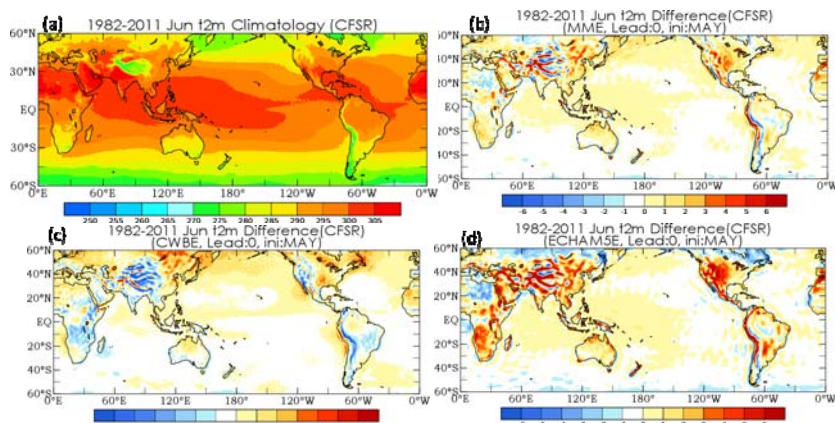 (a) 1982-2011 Jun t2m Climatology (CFSR)
60°N
30°N
EQ
30°S
60°S
0°E 60°E 120°E 180° 120°W 60°W 0°W
250 255 260 265 270 275 280 285 290 295 300 305
(b) 1982-2011 Jun t2m Difference(CFSR)
(MME, Lead:0, ini:MAY)
60°N
40°N
20°N
EQ
20°S
40°S
60°S
0°E 60°E 120°E 180° 120°W 60°W 0°W
-6 -5 -4 -3 -2 -1 0 1 2 3 4 5 6
(c) 1982-2011 Jun t2m Difference(CFSR)
(CWBE, Lead:0, ini:MAY)
60°N
40°N
20°N
EQ
20°S
40°S
60°S
0°E 60°E 120°E 180° 120°W 60°W 0°W
(d) 1982-2011 Jun t2m Difference(CFSR)
(ECHAM5E, Lead:0, ini:MAY)
60°N
40°N
20°N
EQ
20°S
40°S
60°S
0°E 60°E 120°E 180° 120°W 60°W 0°W